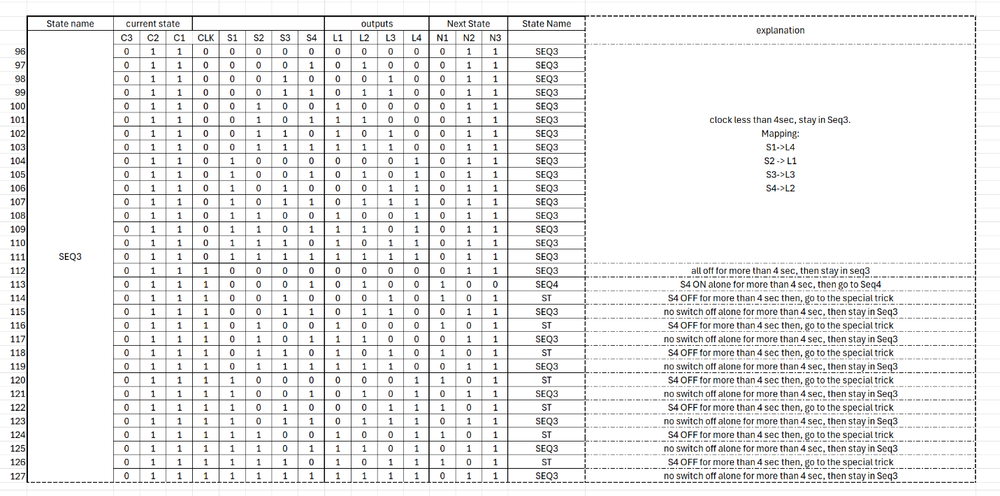 State name current state outputs Next State State Name explanation
C3 C2 C1 CLK S1 S2 S3 S4 L1 L2 L3 L4 N1 N2 N3
96 0 1 1 0 0 0 0 0 0 0 0 0 0 1 1 SEQ3
97 0 1 1 0 0 0 0 1 0 1 0 0 0 1 1 SEQ3
98 0 1 1 0 0 0 1 0 0 0 1 0 0 1 1 SEQ3
99 0 1 1 0 0 0 1 1 0 1 1 0 0 1 1 SEQ3
100 0 1 1 0 0 1 0 0 1 0 0 0 0 1 1 SEQ3
101 0 1 1 0 0 1 0 1 1 1 0 0 0 1 1 SEQ3 clock less than 4sec, stay in Seq3.
102 0 1 1 0 0 1 1 0 1 0 1 0 0 1 1 SEQ3 Mapping:
103 0 1 1 0 0 1 1 1 1 1 1 0 0 1 1 SEQ3 S1->L4
104 0 1 1 0 1 0 0 0 0 0 0 1 0 1 1 SEQ3 S2 -> L1
105 0 1 1 0 1 0 0 1 0 1 0 1 0 1 1 SEQ3 S3->L3
106 0 1 1 0 1 0 1 0 0 0 1 1 0 1 1 SEQ3 S4->L2
107 0 1 1 0 1 0 1 1 0 1 1 1 0 1 1 SEQ3
108 0 1 1 0 1 1 0 0 1 0 0 1 0 1 1 SEQ3
109 0 1 1 0 1 1 0 1 1 1 0 1 0 1 1 SEQ3
110 0 1 1 0 1 1 1 0 1 0 1 1 0 1 1 SEQ3
111 SEQ3 0 1 1 0 1 1 1 1 1 1 1 1 0 1 1 SEQ3
112 0 1 1 1 0 0 0 0 0 0 0 0 0 1 1 SEQ3 all off for more than 4 sec, then stay in seq3
113 0 1 1 1 0 0 0 1 0 1 0 0 1 0 0 SEQ4 S4 ON alone for more than 4 sec, then go to Seq4
114 0 1 1 1 0 0 1 0 0 0 1 0 1 0 1 ST S4 OFF for more than 4 sec then, go to the special trick
115 0 1 1 1 0 0 1 1 0 1 1 0 0 1 1 SEQ3 no switch off alone for more than 4 sec, then stay in Seq3
116 0 1 1 1 0 1 0 0 1 0 0 0 1 0 1 ST S4 OFF for more than 4 sec then, go to the special trick
117 0 1 1 1 0 1 0 1 1 1 0 0 0 1 1 SEQ3 no switch off alone for more than 4 sec, then stay in Seq3
118 0 1 1 1 0 1 1 0 1 0 1 0 1 0 1 ST S4 OFF for more than 4 sec then, go to the special trick
119 0 1 1 1 0 1 1 1 1 1 1 0 0 1 1 SEQ3 no switch off alone for more than 4 sec, then stay in Seq3
120 0 1 1 1 1 0 0 0 0 0 0 1 1 0 1 ST S4 OFF for more than 4 sec then, go to the special trick
121 0 1 1 1 1 0 0 1 0 1 0 1 0 1 1 SEQ3 no switch off alone for more than 4 sec, then stay in Seq3
122 0 1 1 1 1 0 1 0 0 0 1 1 1 0 1 ST S4 OFF for more than 4 sec then, go to the special trick
123 0 1 1 1 1 0 1 1 0 1 1 1 0 1 1 SEQ3 no switch off alone for more than 4 sec, then stay in Seq3
124 0 1 1 1 1 1 0 0 1 0 0 1 1 0 1 ST S4 OFF for more than 4 sec then, go to the special trick
125 0 1 1 1 1 1 0 1 1 1 0 1 0 1 1 SEQ3 no switch off alone for more than 4 sec, then stay in Seq3
126 0 1 1 1 1 1 1 0 1 0 1 1 1 0 1 ST S4 OFF for more than 4 sec then, go to the special trick
127 0 1 1 1 1 1 1 1 1 1 1 1 0 1 1 SEQ3 no switch off alone for more than 4 sec, then stay in Seq3